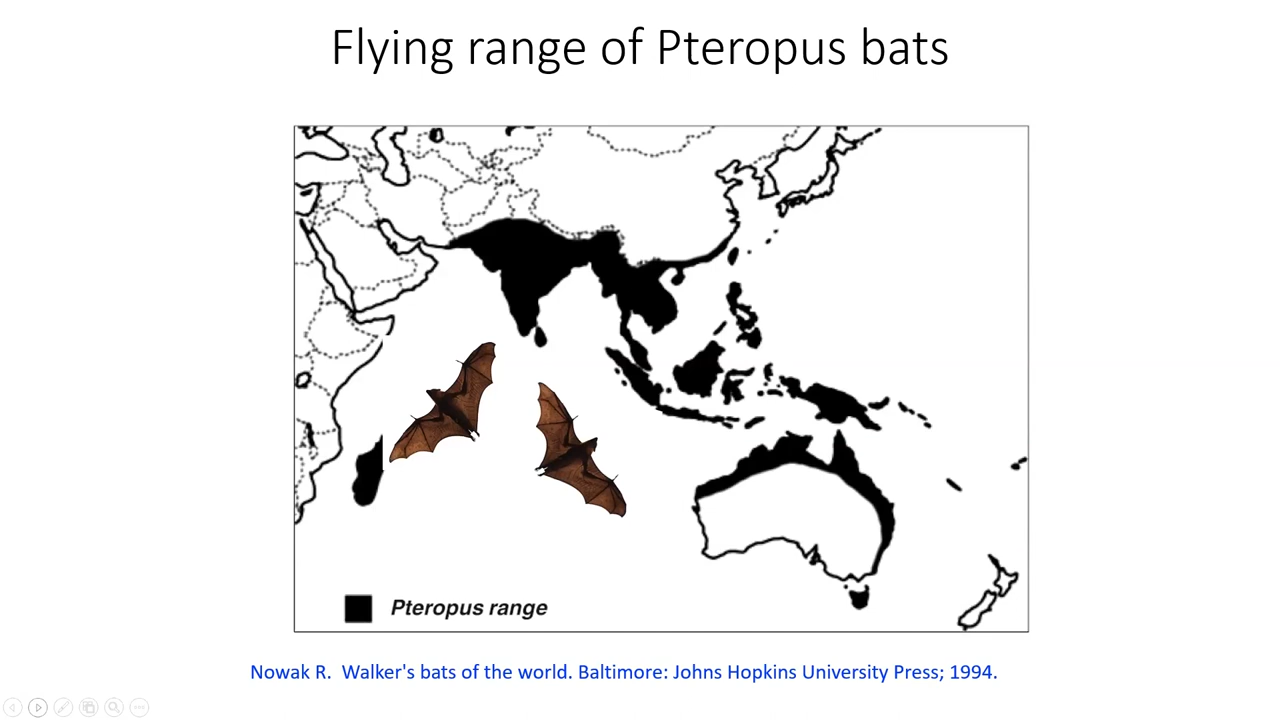 Flying range of Pteropus bats
Pteropus range
Nowak R.  Walker's bats of the world. Baltimore: Johns Hopkins University Press; 1994.